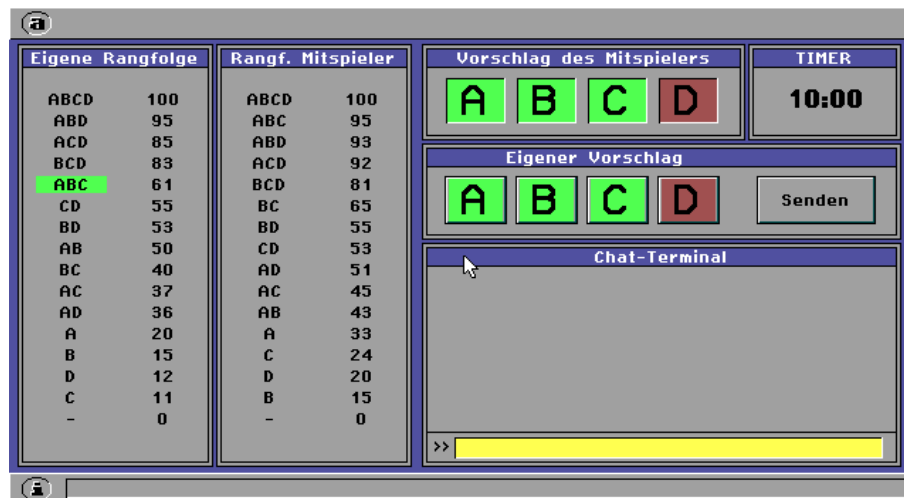 a
Eigene Rangfolge
ABCD 100
ABD 95
ACD 85
BCD 83
ABC 61
CD 55
BD 53
AB 50
BC 40
AC 37
AD 36
A 20
B 15
D 12
C 11
- 0
Rangf. Mitspieler
ABCD 100
ABC 95
ABD 93
ACD 92
BCD 81
BC 65
BD 55
CD 53
AD 51
AC 45
AB 43
A 33
C 24
D 20
B 15
- 0
Vorschlag des Mitspielers
A B C D
TIMER
10:00
Eigener Vorschlag
A B C D
Senden
Chat-Terminal
>>
i